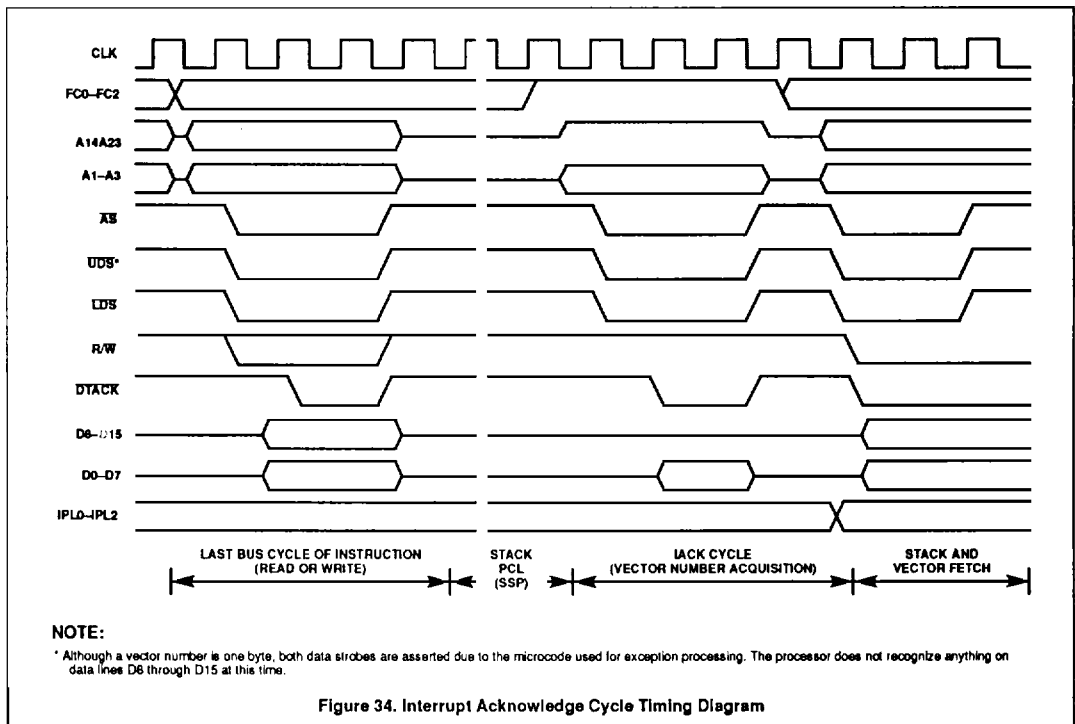 CLK
FC0–FC2
A14A23
A1–A3
AS
UDS*
LDS
R/W
DTACK
D8–D15
D0–D7
IPL0–IPL2
LAST BUS CYCLE OF INSTRUCTION
(READ OR WRITE)
STACK
PCL
(SSP)
IACK CYCLE
(VECTOR NUMBER ACQUISITION)
STACK AND
VECTOR FETCH
NOTE:
* Although a vector number is one byte, both data strobes are asserted due to the microcode used for exception processing. The processor does not recognize anything on
data lines D8 through D15 at this time.
Figure 34. Interrupt Acknowledge Cycle Timing Diagram